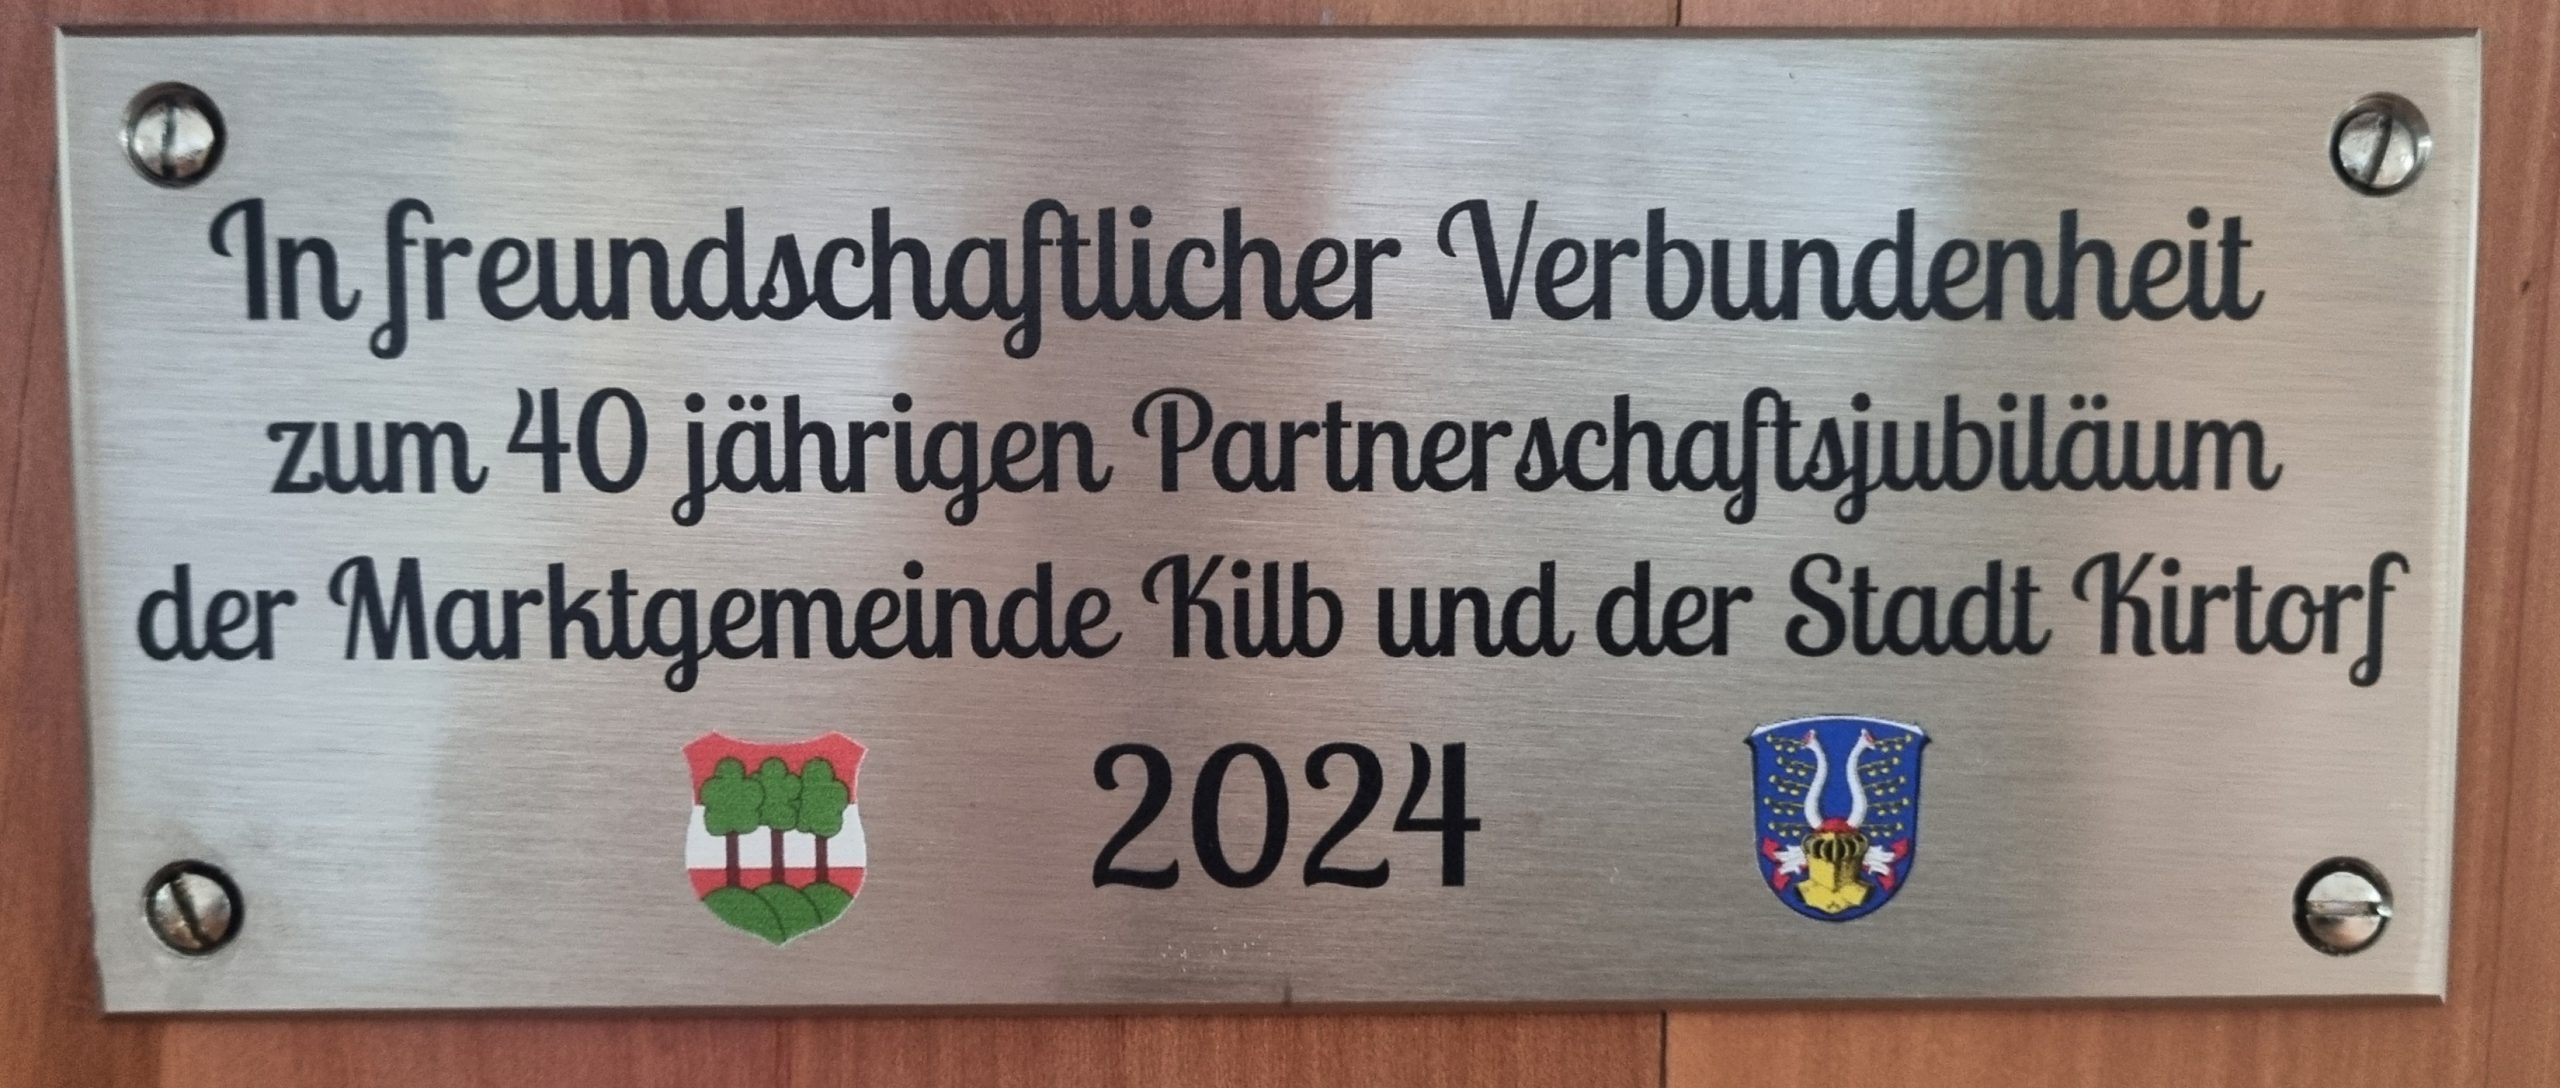 In freundschaftlicher Verbundenheit
zum 40 jährigen Partnerschaftsjubiläum
der Marktgemeinde Kilb und der Stadt Kirtorf
2024